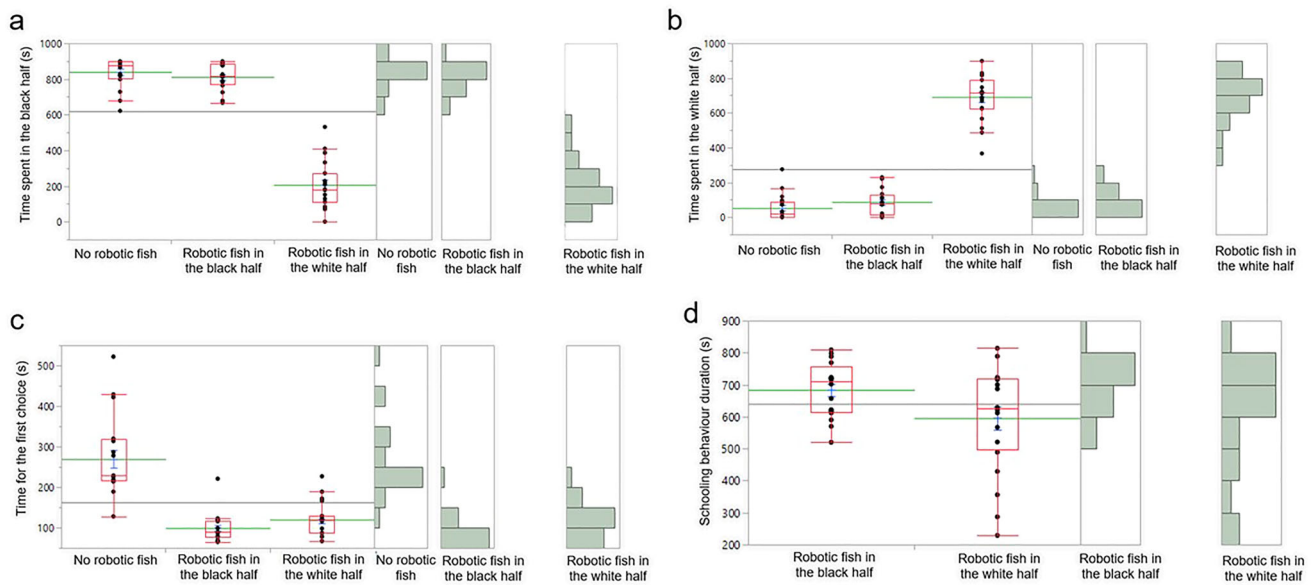 a
Time spent in the black half (s)
1000
800
600
400
200
0
No robotic fish
Robotic fish in
the black half
Robotic fish in
the white half
No robotic
fish
Robotic fish in
the black half
Robotic fish in
the white half
b
Time spent in the white half (s)
1000
800
600
400
200
0
No robotic fish
Robotic fish in
the black half
Robotic fish in
the white half
No robotic
fish
Robotic fish in
the black half
Robotic fish in
the white half
c
Time for the first choice (s)
500
400
300
200
100
No robotic fish
Robotic fish in
the black half
Robotic fish in
the white half
No robotic
fish
Robotic fish in
the black half
Robotic fish in
the white half
d
Schooling behaviour duration (s)
900
800
700
600
500
400
300
200
Robotic fish in
the black half
Robotic fish in
the white half
Robotic fish in
the black half
Robotic fish in
the white half